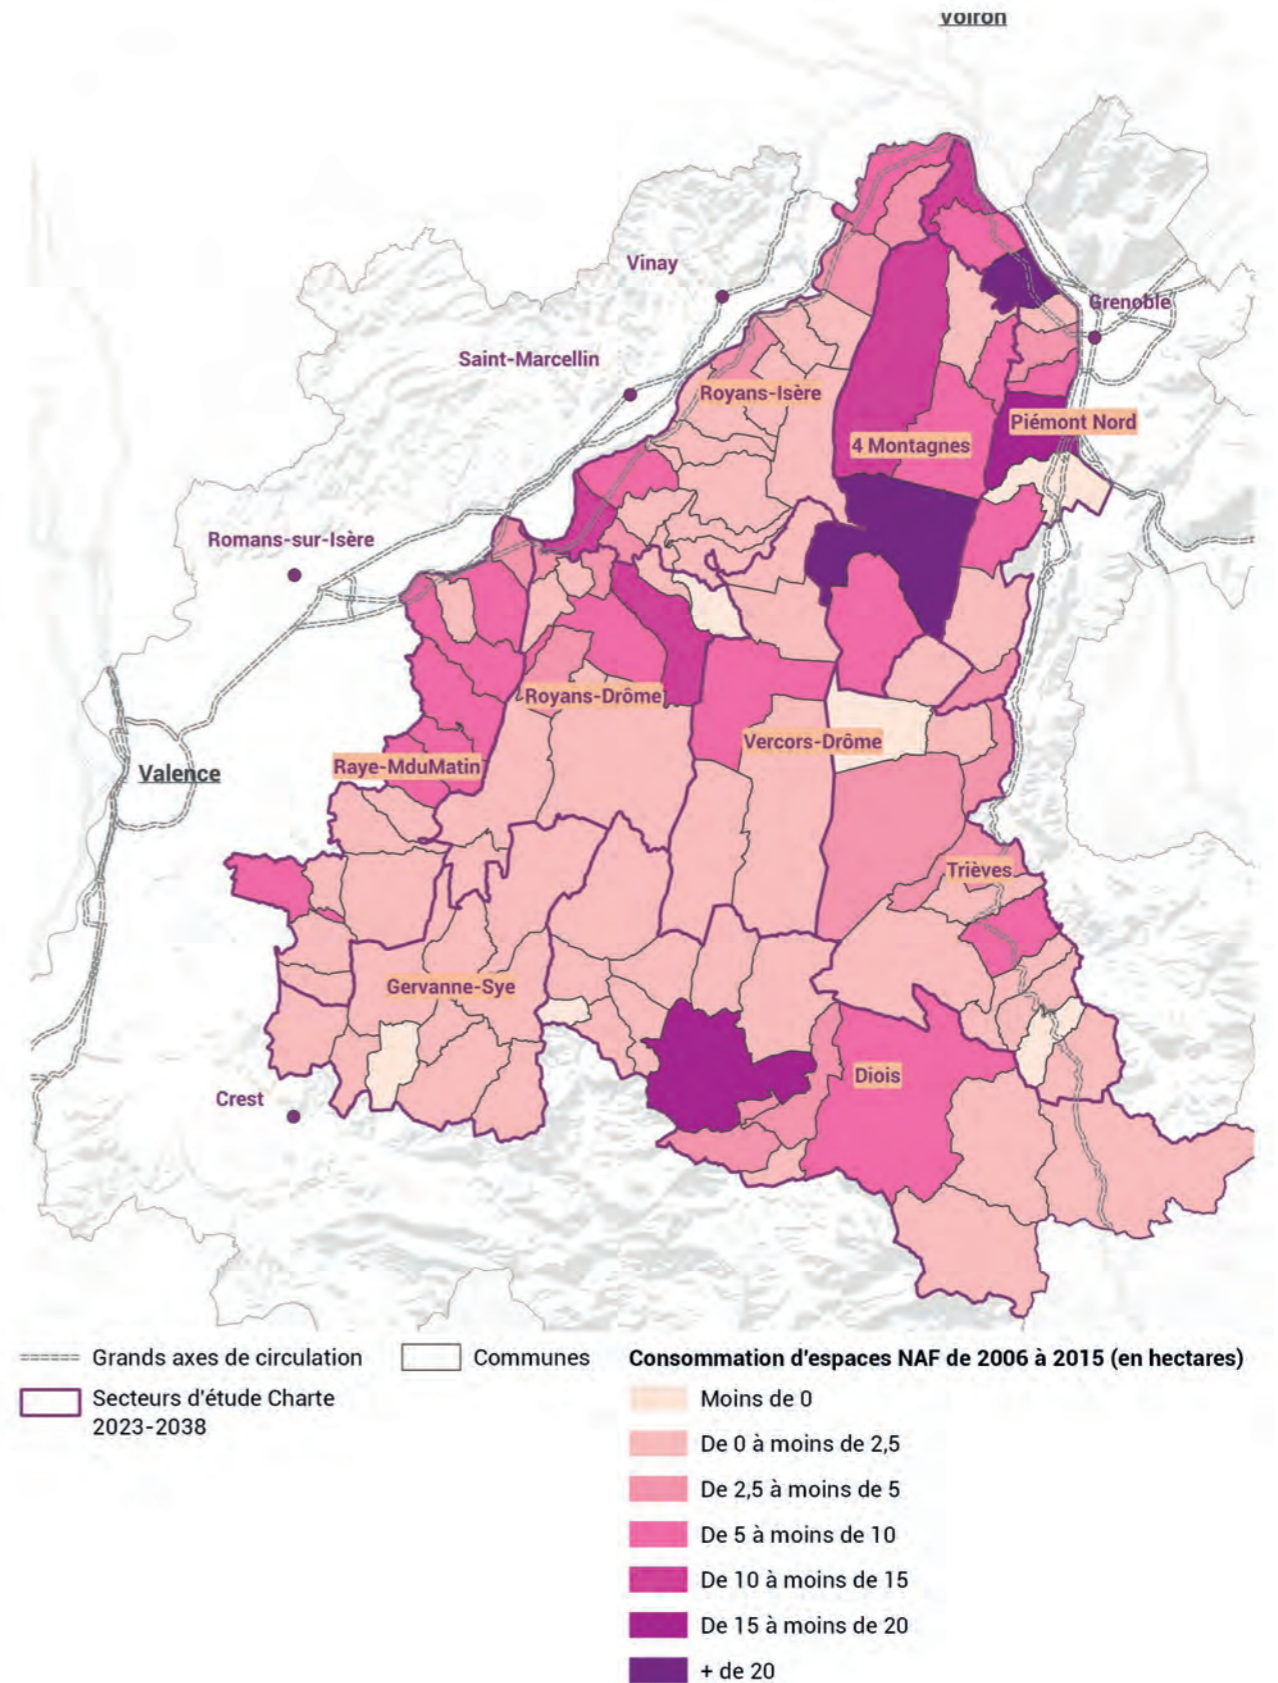 Voiron
Vinay
Grenoble
Saint-Marcellin
Royans-Isère
Piémont Nord
4 Montagnes
Romans-sur-Isère
Royans-Drôme
Vercors-Drôme
Raye-MduMatin
Valence
Trièves
Gervanne-Sye
Diois
Crest
Grands axes de circulation
Communes
Secteurs d'étude Charte
2023-2038
Consommation d'espaces NAF de 2006 à 2015 (en hectares)
Moins de 0
De 0 à moins de 2,5
De 2,5 à moins de 5
De 5 à moins de 10
De 10 à moins de 15
De 15 à moins de 20
+ de 20